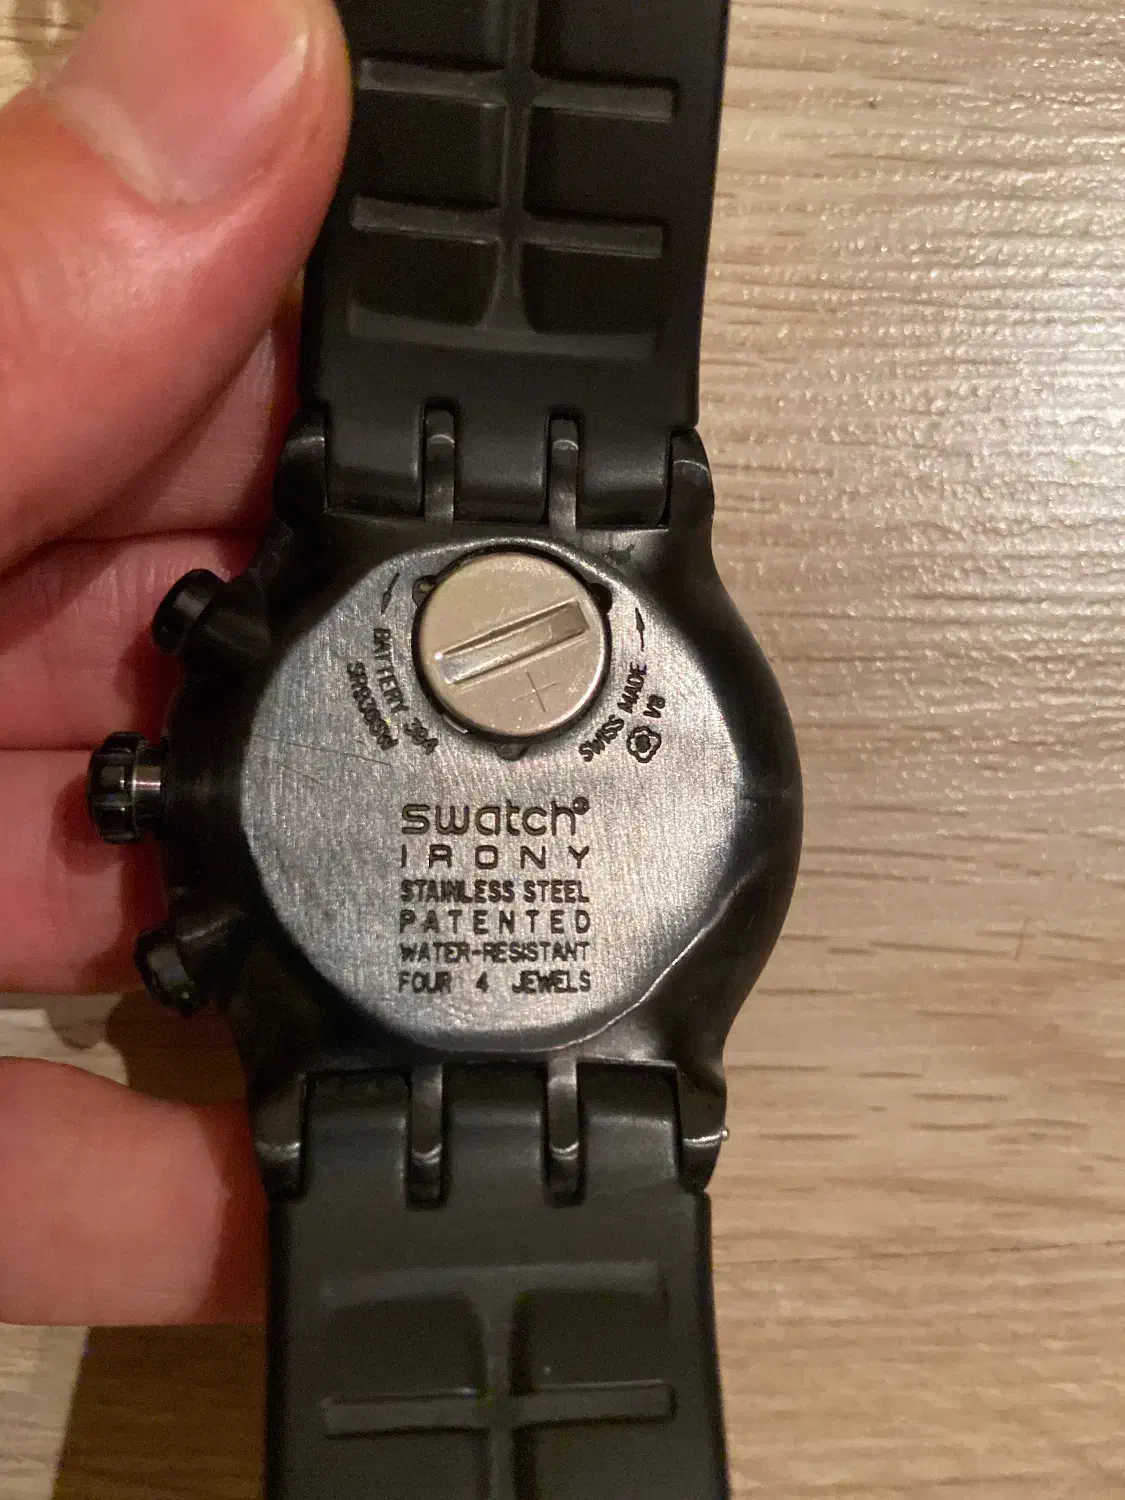 BATTERY 394
SR936SW
SWISS MADE
V8
+
swatch®
IRONY
STAINLESS STEEL
PATENTED
WATER-RESISTANT
FOUR 4 JEWELS